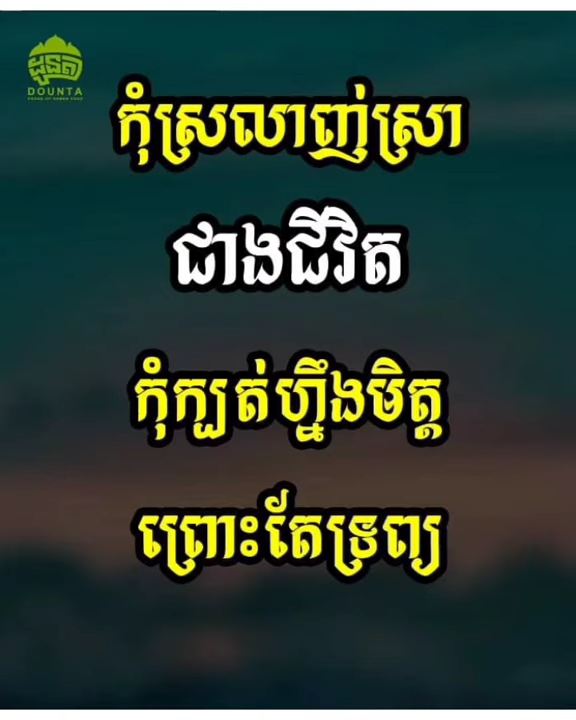 ដូនតា
DOUNTA
កុំស្រលាញ់ស្រា
ជាងជីវិត
កុំក្បត់ហ្នឹងមិត្ត
ព្រោះតែទ្រព្យ